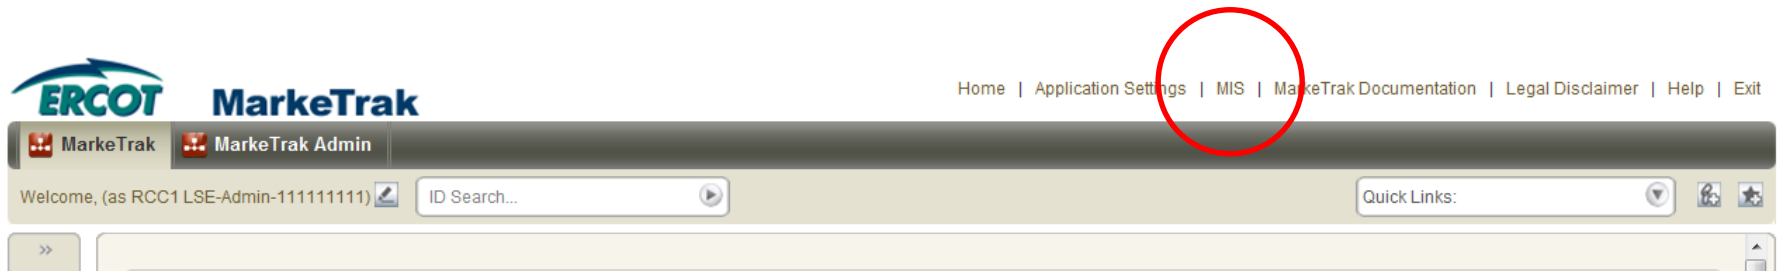 ERCOT MarkeTrak
Home | Application Settings | MIS | MarkeTrak Documentation | Legal Disclaimer | Help | Exit
MarkeTrak MarkeTrak Admin
Welcome, (as RCC1 LSE-Admin-111111111) ID Search... Quick Links:
»